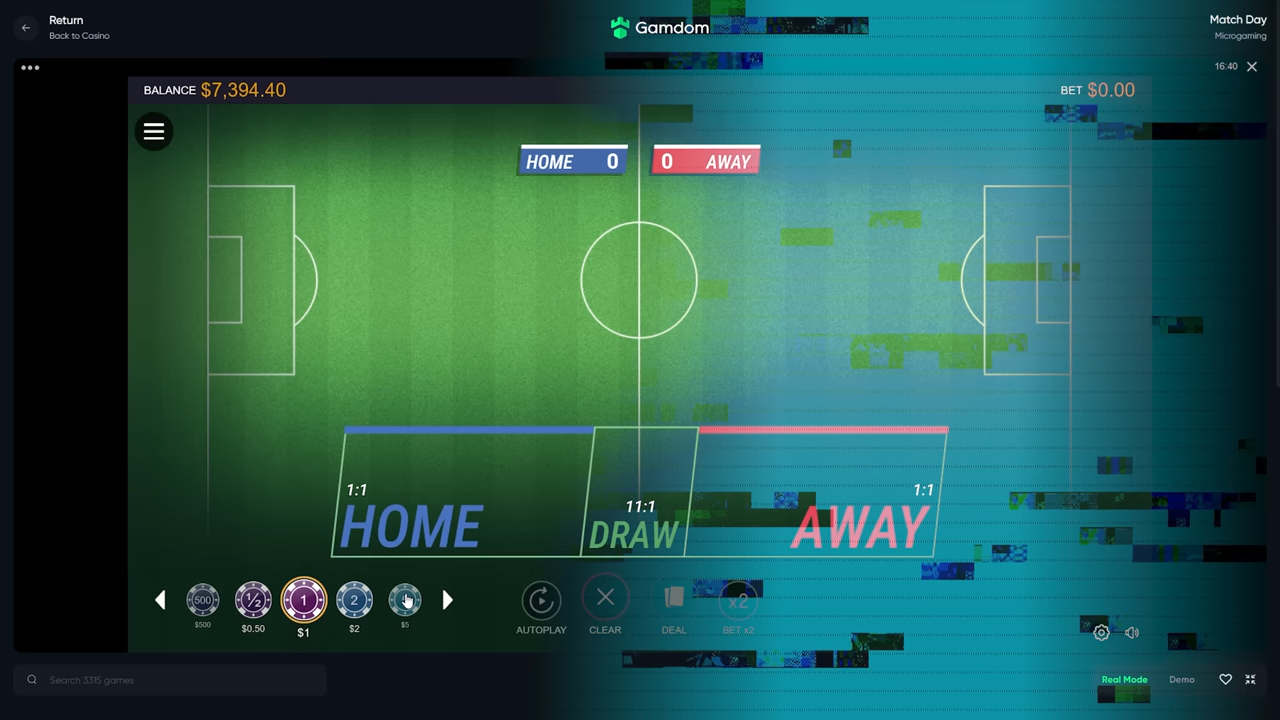 Return
Back to Casino
Gamdom
Match Day
Microgaming
16:40
BALANCE $7,394.40
BET $0.00
HOME 0
0 AWAY
1:1
HOME
11:1
DRAW
1:1
AWAY
500
1/2
1
2
$500
$0.50
$1
$2
$5
AUTOPLAY
CLEAR
DEAL
x2
BET x2
Search 3315 games
Real Mode
Demo